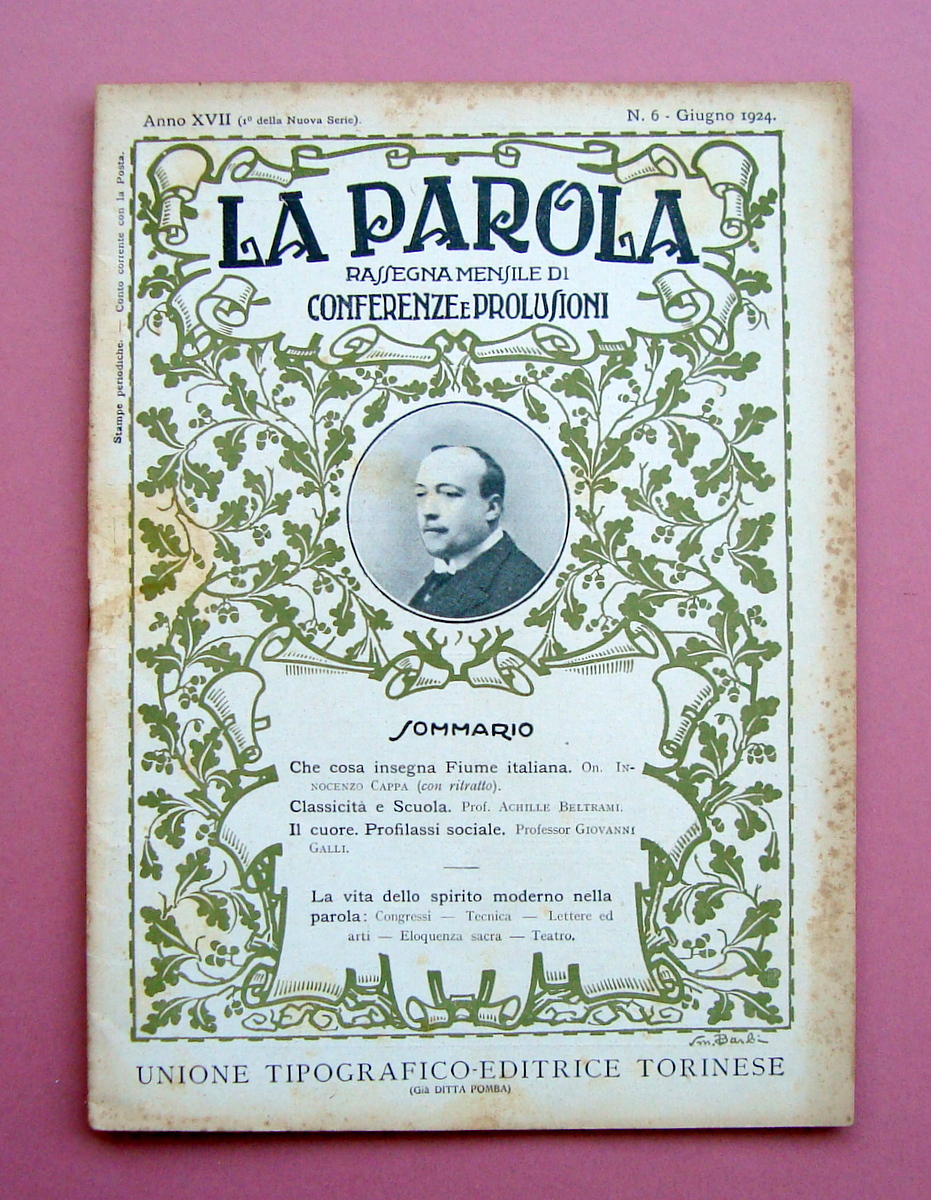 Anno XVII (1º della Nuova Serie).
N. 6 - Giugno 1924.
Stampe periodiche. — Conto corrente con la Posta.
LA PAROLA
RASSEGNA MENSILE DI
CONFERENZE E PROLUSIONI
SOMMARIO
Che cosa insegna Fiume italiana. On. IN-
NOCENZO CAPPA (con ritratto).
Classicità e Scuola. Prof. ACHILLE BELTRAMI.
Il cuore. Profilassi sociale. Professor GIOVANNI
GALLI.
La vita dello spirito moderno nella
parola: Congressi — Tecnica — Lettere ed
arti — Eloquenza sacra — Teatro.
UNIONE TIPOGRAFICO-EDITRICE TORINESE
(Già DITTA POMBA)